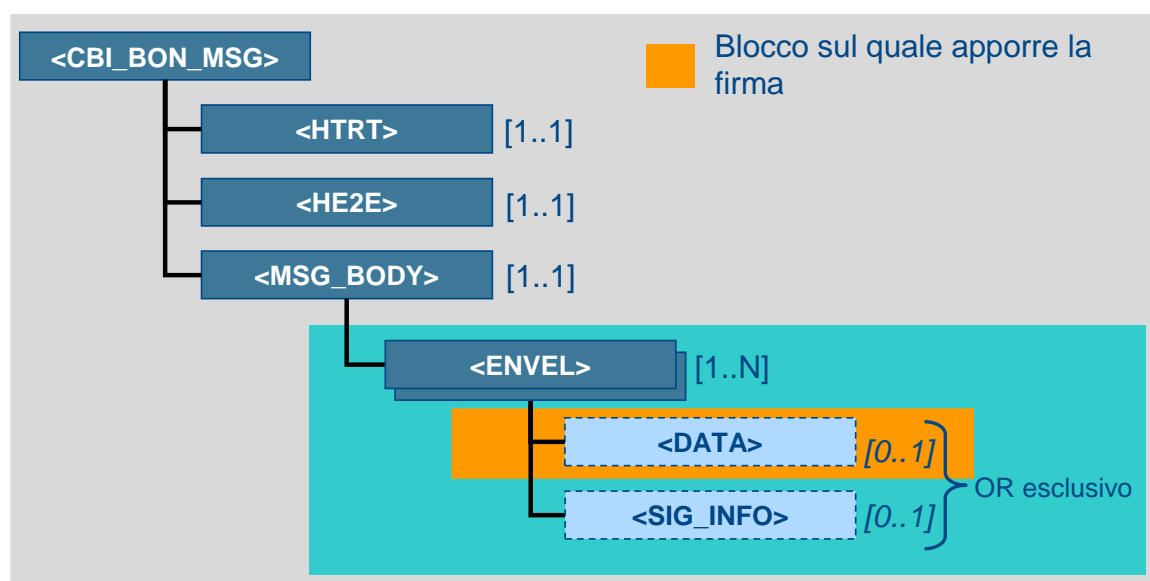 <CBI_BON_MSG>
Blocco sul quale apporre la
firma
<HTRT> [1..1]
<HE2E> [1..1]
<MSG_BODY> [1..1]
<ENVEL> [1..N]
<DATA> [0..1]
OR esclusivo
<SIG_INFO> [0..1]